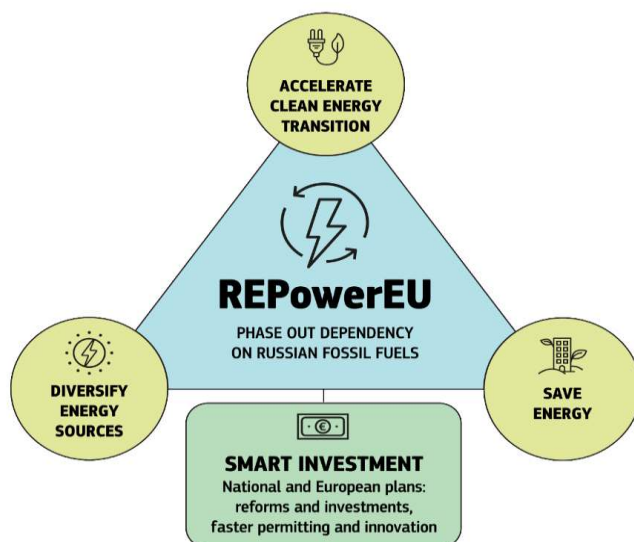 ACCELERATE
CLEAN ENERGY
TRANSITION
REPowerEU
PHASE OUT DEPENDENCY
ON RUSSIAN FOSSIL FUELS
DIVERSIFY
ENERGY
SOURCES
SAVE
ENERGY
€
SMART INVESTMENT
National and European plans:
reforms and investments,
faster permitting and innovation